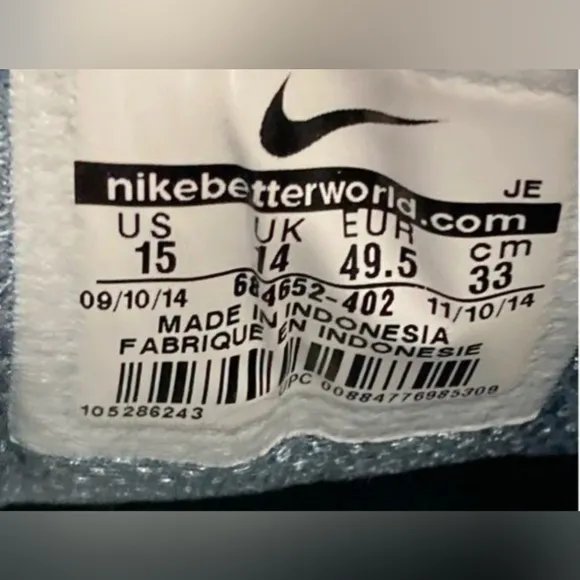 JE
nikebetterworld.com
US UK EUR cm
15 14 49.5 33
09/10/14 684652-402 11/10/14
MADE IN INDONESIA
FABRIQUE EN INDONESIE
105286243 UPC 00884776985309